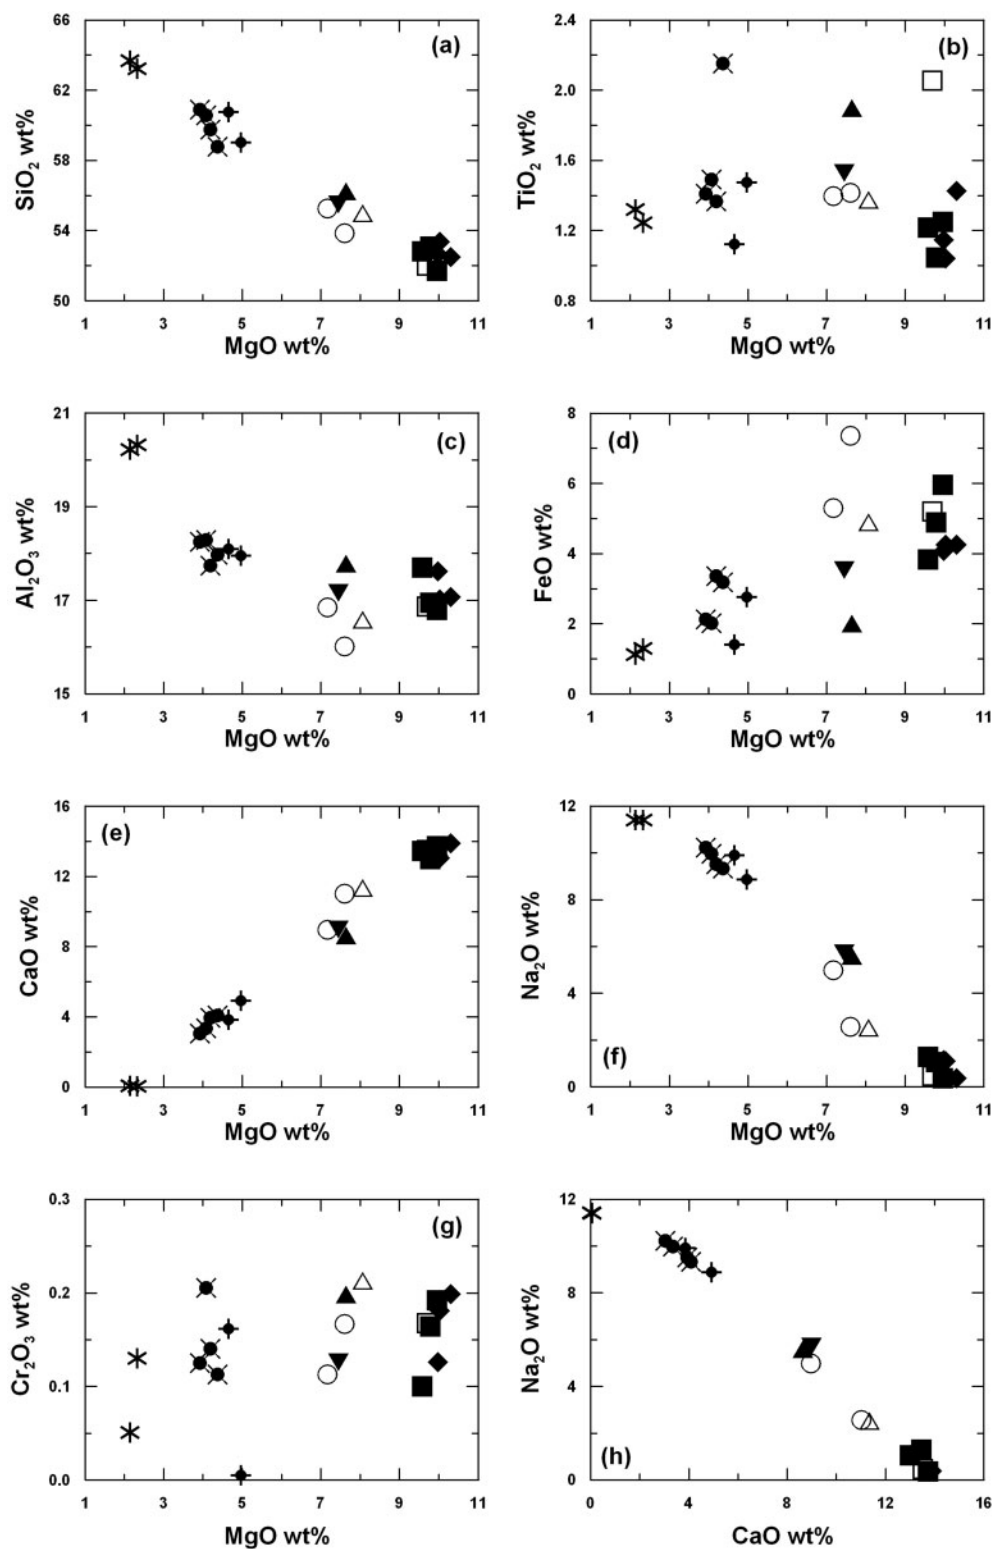 66
62
58
54
50
SiO2 wt%
(a)
1 3 5 7 9 11
MgO wt%
2.4
2.0
1.6
1.2
0.8
TiO2 wt%
(b)
1 3 5 7 9 11
MgO wt%
21
19
17
15
Al2O3 wt%
(c)
1 3 5 7 9 11
MgO wt%
8
6
4
2
0
FeO wt%
(d)
1 3 5 7 9 11
MgO wt%
16
12
8
4
0
CaO wt%
(e)
1 3 5 7 9 11
MgO wt%
12
8
4
0
Na2O wt%
(f)
1 3 5 7 9 11
MgO wt%
0.3
0.2
0.1
0.0
Cr2O3 wt%
(g)
1 3 5 7 9 11
MgO wt%
12
8
4
0
Na2O wt%
(h)
0 4 8 12 16
CaO wt%